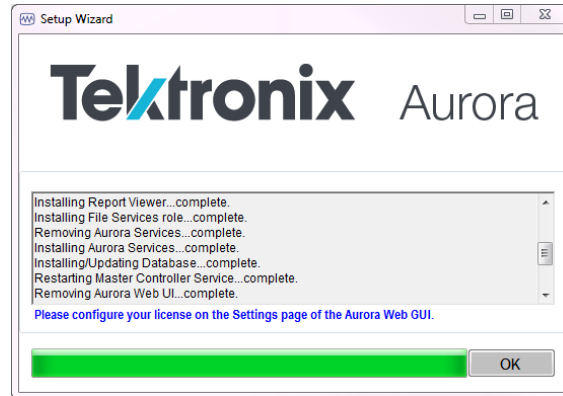 Setup Wizard
Tektronix Aurora
Installing Report Viewer...complete.
Installing File Services role...complete.
Removing Aurora Services...complete.
Installing Aurora Services...complete.
Installing/Updating Database...complete.
Restarting Master Controller Service...complete.
Removing Aurora Web UI...complete.
Please configure your license on the Settings page of the Aurora Web GUI.
OK